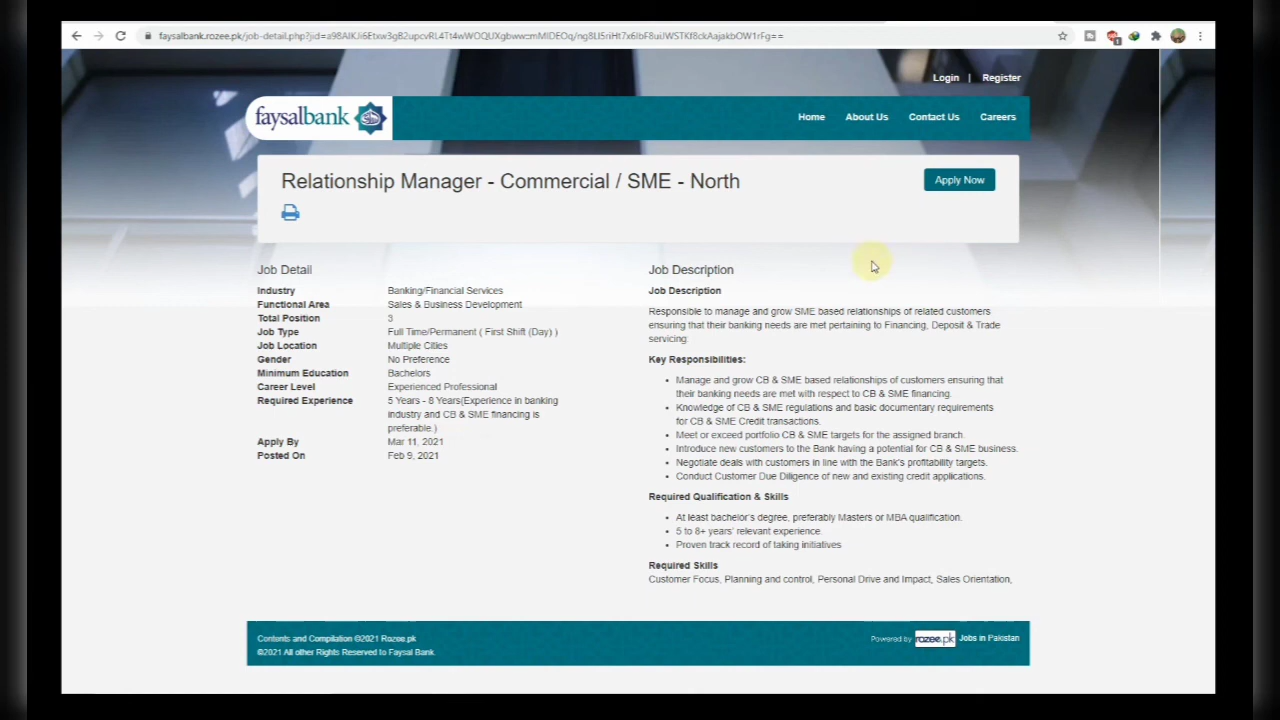 Login | Register
faysalbank
Home About Us Contact Us Careers
Relationship Manager - Commercial / SME - North
Apply Now
Job Detail
Industry Banking/Financial Services
Functional Area Sales & Business Development
Total Position 3
Job Type Full Time/Permanent ( First Shift (Day) )
Job Location Multiple Cities
Gender No Preference
Minimum Education Bachelors
Career Level Experienced Professional
Required Experience 5 Years - 8 Years(Experience in banking
industry and CB & SME financing is
preferable.)
Apply By Mar 11, 2021
Posted On Feb 9, 2021
Job Description
Job Description
Responsible to manage and grow SME based relationships of related customers
ensuring that their banking needs are met pertaining to Financing, Deposit & Trade
servicing.
Key Responsibilities:
• Manage and grow CB & SME based relationships of customers ensuring that
their banking needs are met with respect to CB & SME financing.
• Knowledge of CB & SME regulations and basic documentary requirements
for CB & SME Credit transactions.
• Meet or exceed portfolio CB & SME targets for the assigned branch.
• Introduce new customers to the Bank having a potential for CB & SME business.
• Negotiate deals with customers in line with the Bank's profitability targets.
• Conduct Customer Due Diligence of new and existing credit applications.
Required Qualification & Skills
• At least bachelor's degree, preferably Masters or MBA qualification.
• 5 to 8+ years' relevant experience.
• Proven track record of taking initiatives
Required Skills
Customer Focus, Planning and control, Personal Drive and Impact, Sales Orientation,
Contents and Compilation ©2021 Rozee.pk
©2021 All other Rights Reserved to Faysal Bank.
Powered by rozee.pk Jobs in Pakistan